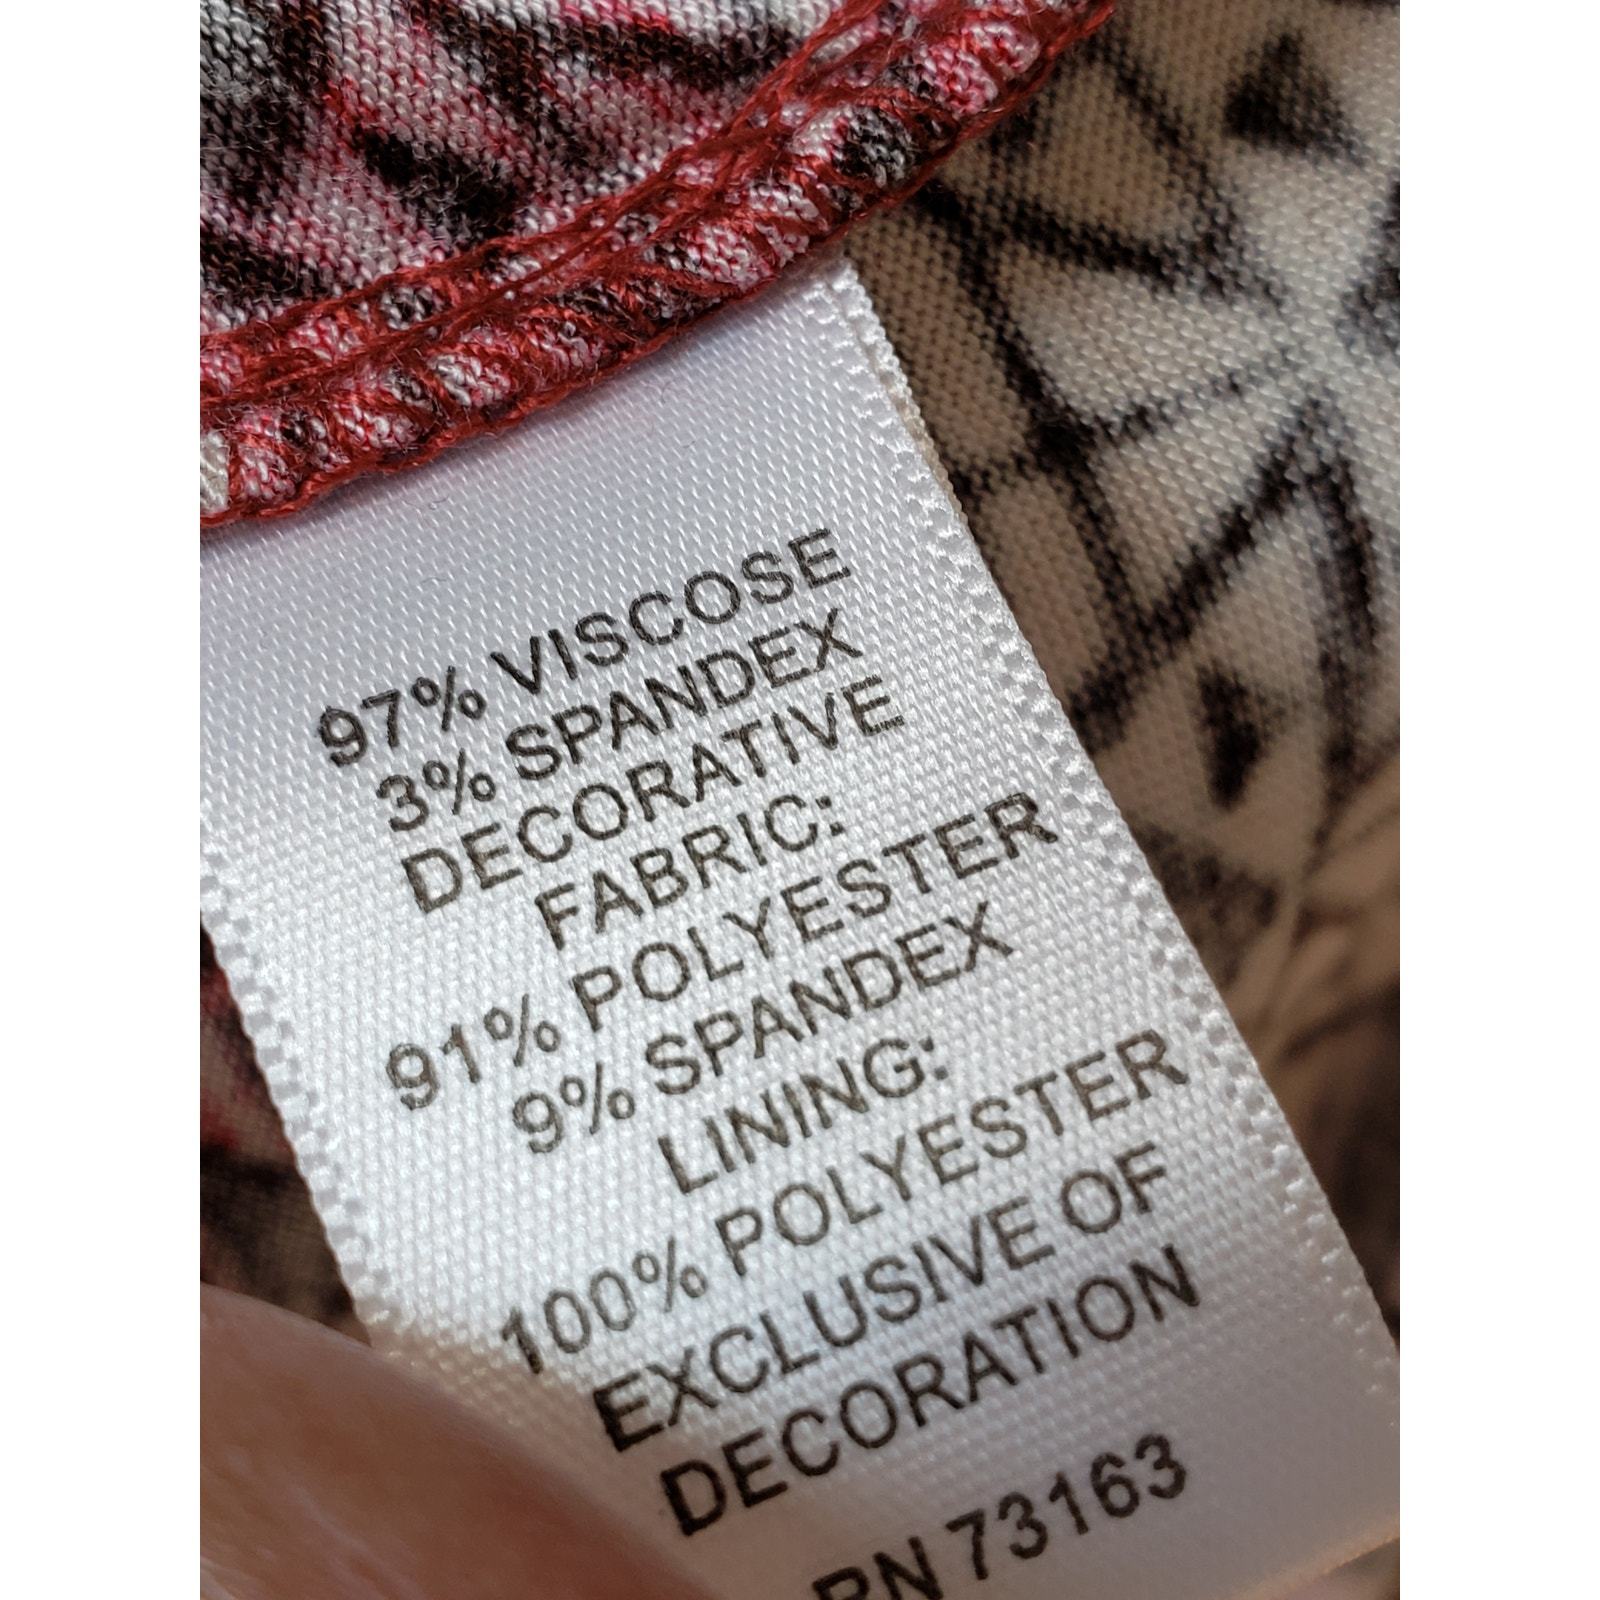 97% VISCOSE
3% SPANDEX
DECORATIVE
FABRIC:
91% POLYESTER
9% SPANDEX
LINING:
100% POLYESTER
EXCLUSIVE OF
DECORATION
RN 73163